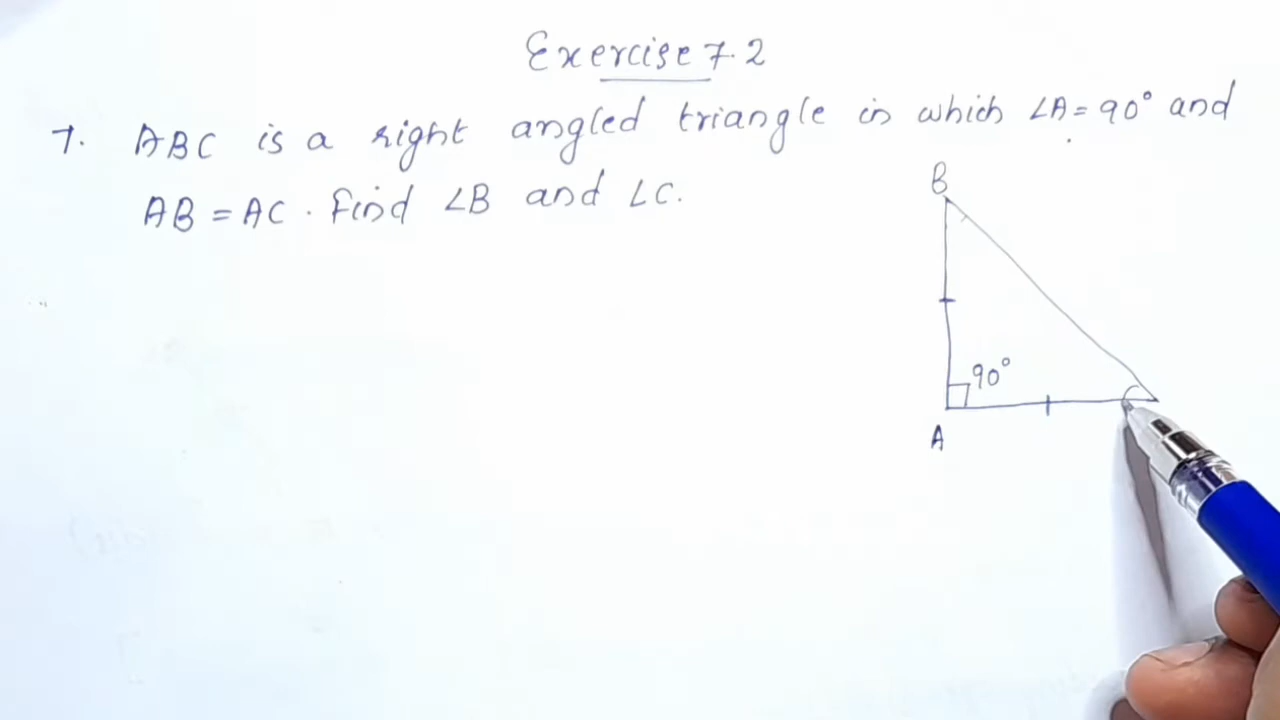 Exercise 7.2
7. ABC is a right angled triangle in which ∠A = 90° and
AB = AC. Find ∠B and ∠C.
B
90°
A